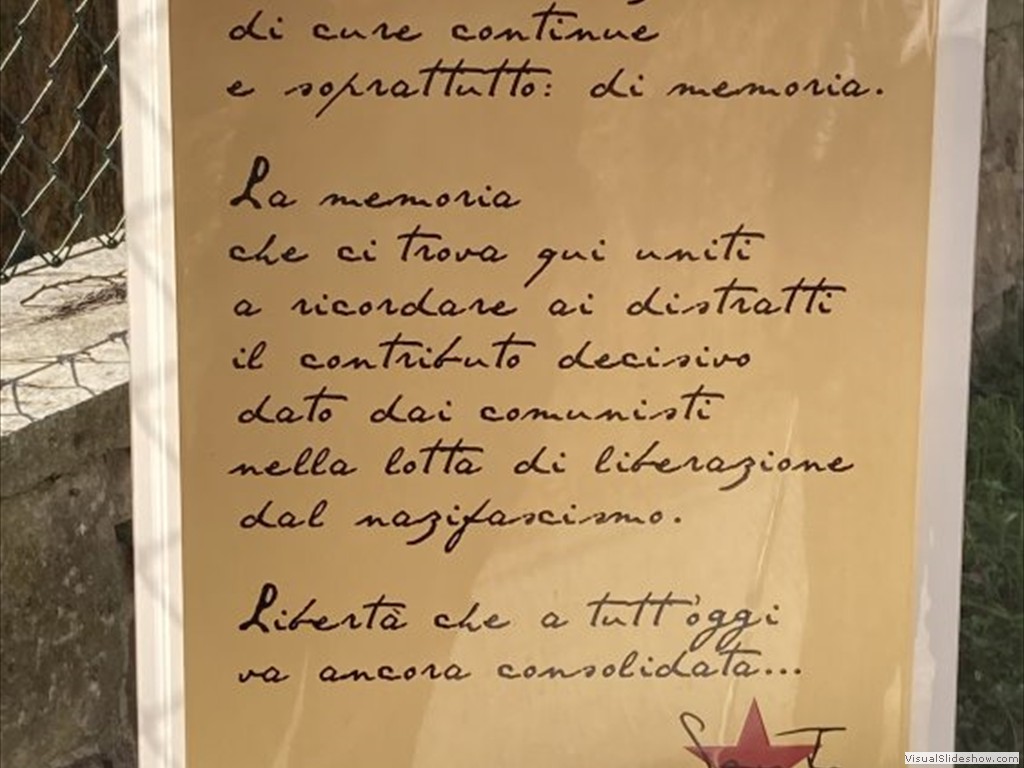 di cure continue
e soprattutto: di memoria.
La memoria
che ci trova qui uniti
a ricordare ai distratti
il contributo decisivo
dato dai comunisti
nella lotta di liberazione
dal nazifascismo.
Libertà che a tutt'oggi
va ancora consolidata...
VisualSlideshow.com